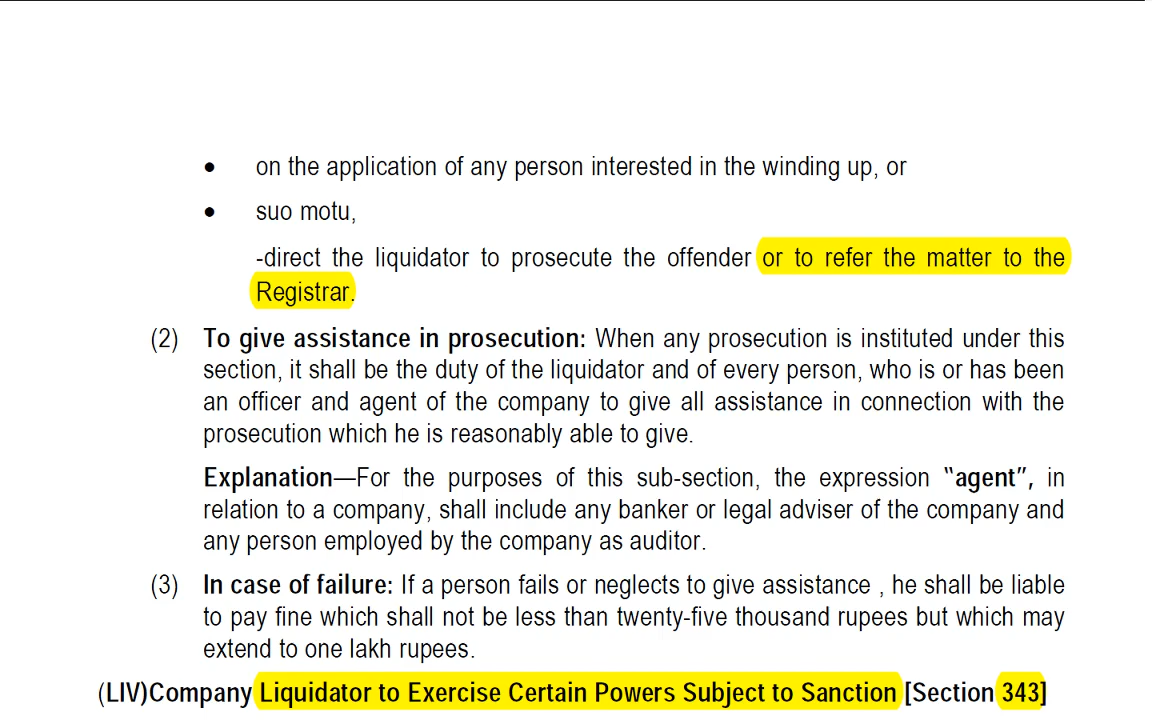 • on the application of any person interested in the winding up, or
• suo motu,
-direct the liquidator to prosecute the offender or to refer the matter to the
Registrar.
(2) To give assistance in prosecution: When any prosecution is instituted under this
section, it shall be the duty of the liquidator and of every person, who is or has been
an officer and agent of the company to give all assistance in connection with the
prosecution which he is reasonably able to give.
Explanation—For the purposes of this sub-section, the expression "agent", in
relation to a company, shall include any banker or legal adviser of the company and
any person employed by the company as auditor.
(3) In case of failure: If a person fails or neglects to give assistance , he shall be liable
to pay fine which shall not be less than twenty-five thousand rupees but which may
extend to one lakh rupees.
(LIV)Company Liquidator to Exercise Certain Powers Subject to Sanction [Section 343]